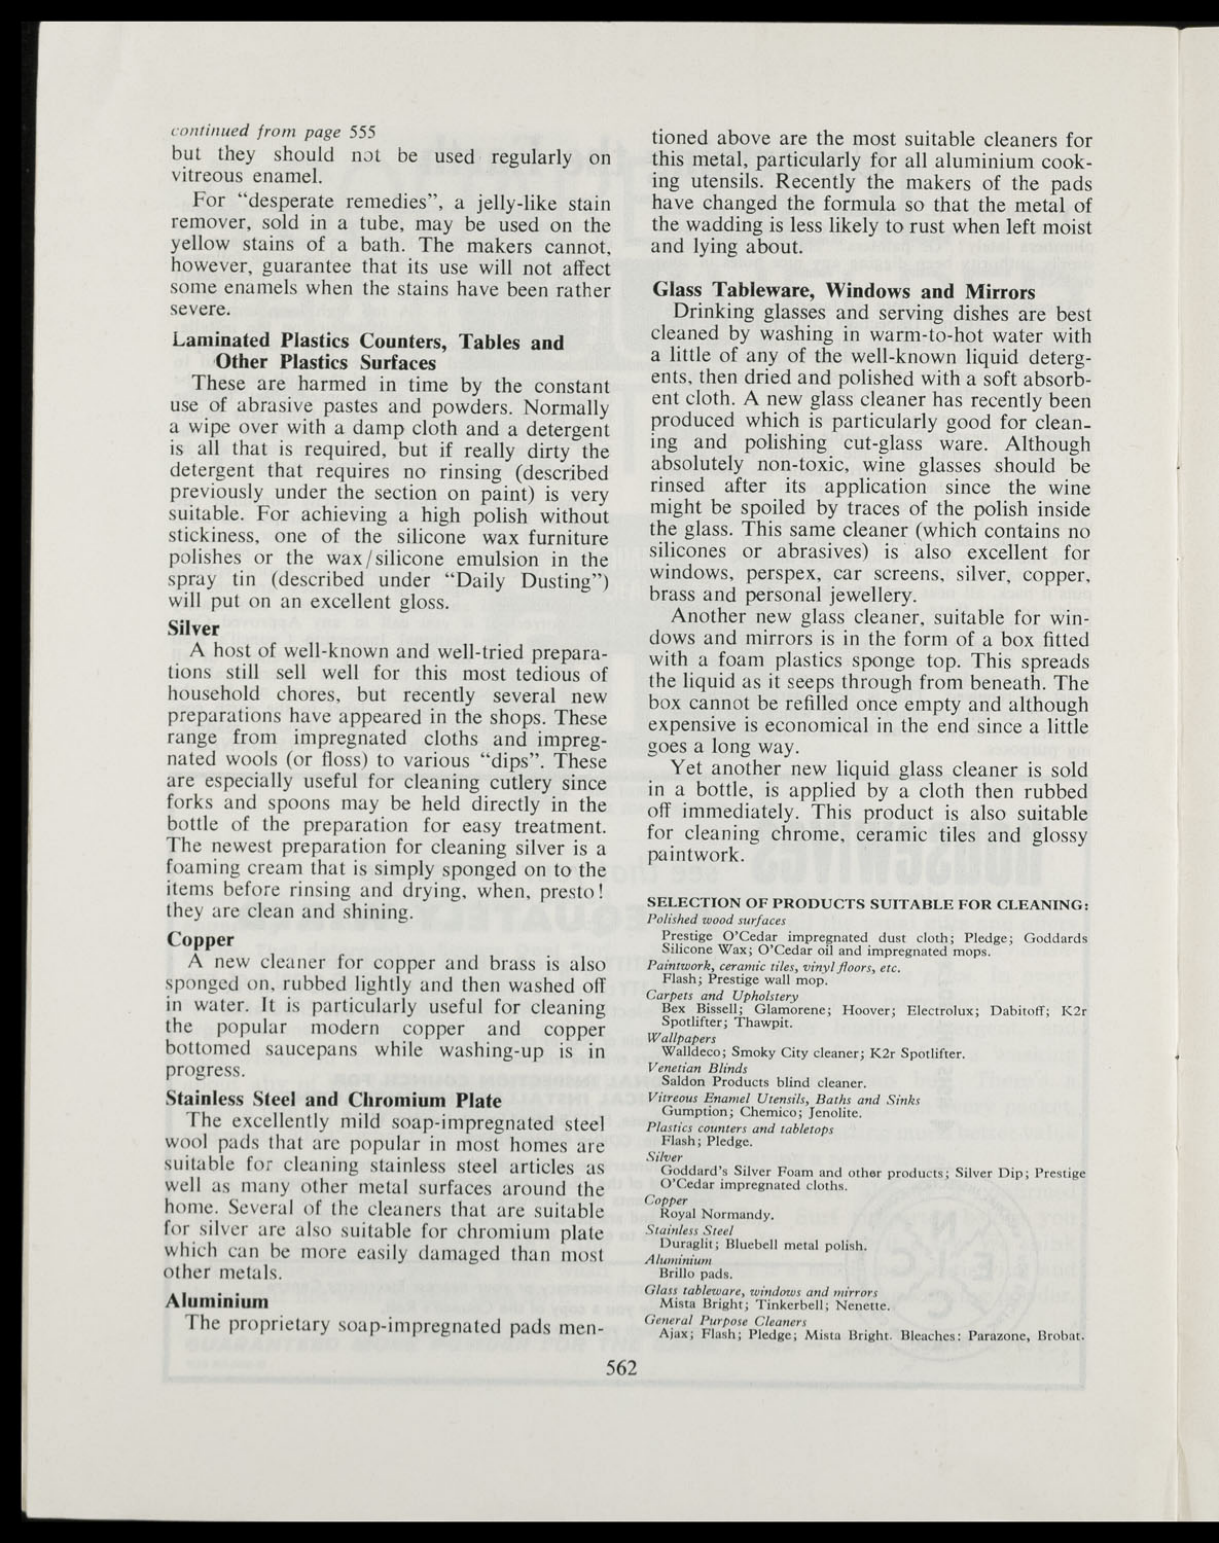 continued from page 555
but they should not be used regularly on
vitreous enamel.
For “desperate remedies”, a jelly-like stain
remover, sold in a tube, may be used on the
yellow stains of a bath. The makers cannot,
however, guarantee that its use will not affect
some enamels when the stains have been rather
severe.
Laminated Plastics Counters, Tables and
Other Plastics Surfaces
These are harmed in time by the constant
use of abrasive pastes and powders. Normally
a wipe over with a damp cloth and a detergent
is all that is required, but if really dirty the
detergent that requires no rinsing (described
previously under the section on paint) is very
suitable. For achieving a high polish without
stickiness, one of the silicone wax furniture
polishes or the wax/silicone emulsion in the
spray tin (described under “Daily Dusting”)
will put on an excellent gloss.
Silver
A host of well-known and well-tried prepara-
tions still sell well for this most tedious of
household chores, but recently several new
preparations have appeared in the shops. These
range from impregnated cloths and impreg-
nated wools (or floss) to various “dips”. These
are especially useful for cleaning cutlery since
forks and spoons may be held directly in the
bottle of the preparation for easy treatment.
The newest preparation for cleaning silver is a
foaming cream that is simply sponged on to the
items before rinsing and drying, when, presto!
they are clean and shining.
Copper
A new cleaner for copper and brass is also
sponged on, rubbed lightly and then washed off
in water. It is particularly useful for cleaning
the popular modern copper and copper
bottomed saucepans while washing-up is in
progress.
Stainless Steel and Chromium Plate
The excellently mild soap-impregnated steel
wool pads that are popular in most homes are
suitable for cleaning stainless steel articles as
well as many other metal surfaces around the
home. Several of the cleaners that are suitable
for silver are also suitable for chromium plate
which can be more easily damaged than most
other metals.
Aluminium
The proprietary soap-impregnated pads men-
tioned above are the most suitable cleaners for
this metal, particularly for all aluminium cook-
ing utensils. Recently the makers of the pads
have changed the formula so that the metal of
the wadding is less likely to rust when left moist
and lying about.
Glass Tableware, Windows and Mirrors
Drinking glasses and serving dishes are best
cleaned by washing in warm-to-hot water with
a little of any of the well-known liquid deterg-
ents, then dried and polished with a soft absorb-
ent cloth. A new glass cleaner has recently been
produced which is particularly good for clean-
ing and polishing cut-glass ware. Although
absolutely non-toxic, wine glasses should be
rinsed after its application since the wine
might be spoiled by traces of the polish inside
the glass. This same cleaner (which contains no
silicones or abrasives) is also excellent for
windows, perspex, car screens, silver, copper,
brass and personal jewellery.
Another new glass cleaner, suitable for win-
dows and mirrors is in the form of a box fitted
with a foam plastics sponge top. This spreads
the liquid as it seeps through from beneath. The
box cannot be refilled once empty and although
expensive is economical in the end since a little
goes a long way.
Yet another new liquid glass cleaner is sold
in a bottle, is applied by a cloth then rubbed
off immediately. This product is also suitable
for cleaning chrome, ceramic tiles and glossy
paintwork.
SELECTION OF PRODUCTS SUITABLE FOR CLEANING:
Polished wood surfaces
Prestige O’Cedar impregnated dust cloth; Pledge; Goddards
Silicone Wax; O’Cedar oil and impregnated mops.
Paintwork, ceramic tiles, vinyl floors, etc.
Flash; Prestige wall mop.
Carpets and Upholstery
Bex Bissell; Glamorene; Hoover; Electrolux; Dabitoff; K2r
Spotlifter; Thawpit.
Wallpapers
Walldeco; Smoky City cleaner; K2r Spotlifter.
Venetian Blinds
Saldon Products blind cleaner.
Vitreous Enamel Utensils, Baths and Sinks
Gumption; Chemico; Jenolite.
Plastics counters and tabletops
Flash; Pledge.
Silver
Goddard’s Silver Foam and other products; Silver Dip; Prestige
O’Cedar impregnated cloths.
Copper
Royal Normandy.
Stainless Steel
Duraglit; Bluebell metal polish.
Aluminium
Brillo pads.
Glass tableware, windows and mirrors
Mista Bright; Tinkerbell; Nenette.
General Purpose Cleaners
Ajax; Flash; Pledge; Mista Bright. Bleaches: Parazone, Brobat.
562